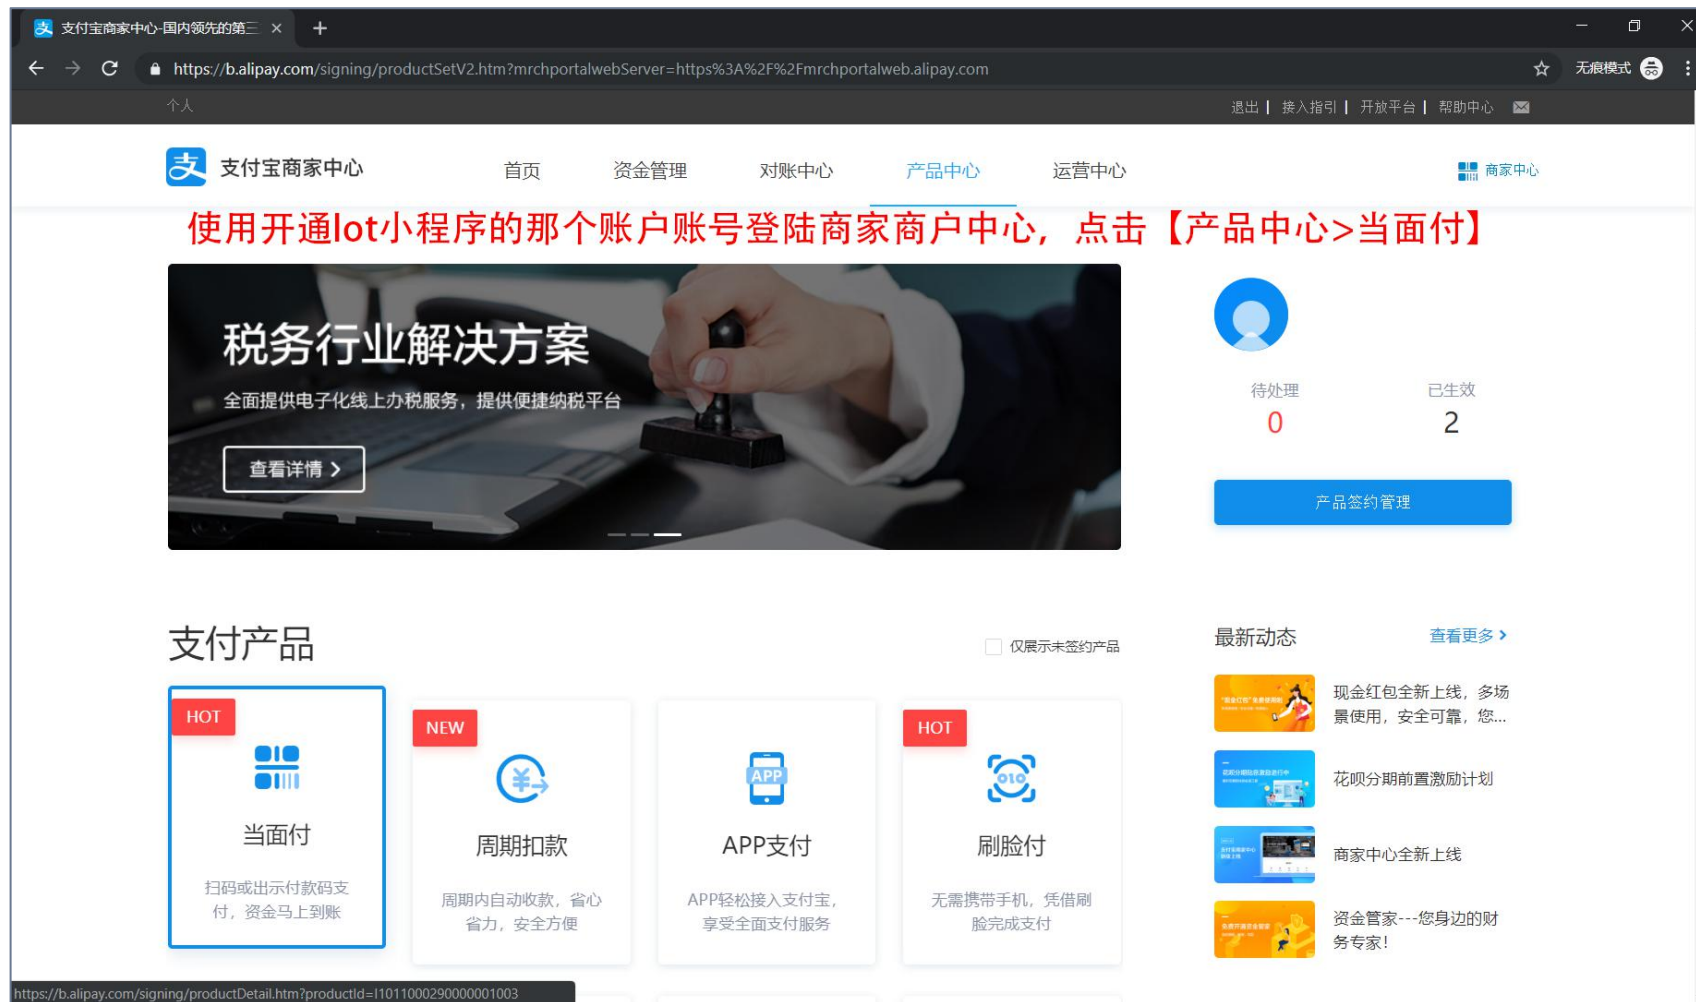 支付宝商家中心-国内领先的第三
https://b.alipay.com/signing/productSetV2.htm?mrchportalwebServer=https%3A%2F%2Fmrchportalweb.alipay.com
无痕模式
个人
退出 | 接入指引 | 开放平台 | 帮助中心
支 支付宝商家中心 首页 资金管理 对账中心 产品中心 运营中心 商家中心
使用开通Iot小程序的那个账户账号登陆商家商户中心，点击【产品中心>当面付】
税务行业解决方案
全面提供电子化线上办税服务，提供便捷纳税平台
查看详情 >
待处理 已生效
0 2
产品签约管理
支付产品
仅展示未签约产品
HOT
当面付
扫码或出示付款码支
付，资金马上到账
NEW
周期扣款
周期内自动收款，省心
省力，安全方便
APP
APP支付
APP轻松接入支付宝，
享受全面支付服务
HOT
刷脸付
无需携带手机，凭借刷
脸完成支付
最新动态 查看更多 >
现金红包全新上线，多场
景使用，安全可靠，您...
花呗分期前置激励计划
商家中心全新上线
资金管家---您身边的财
务专家！
https://b.alipay.com/signing/productDetail.htm?productId=I1011000290000001003